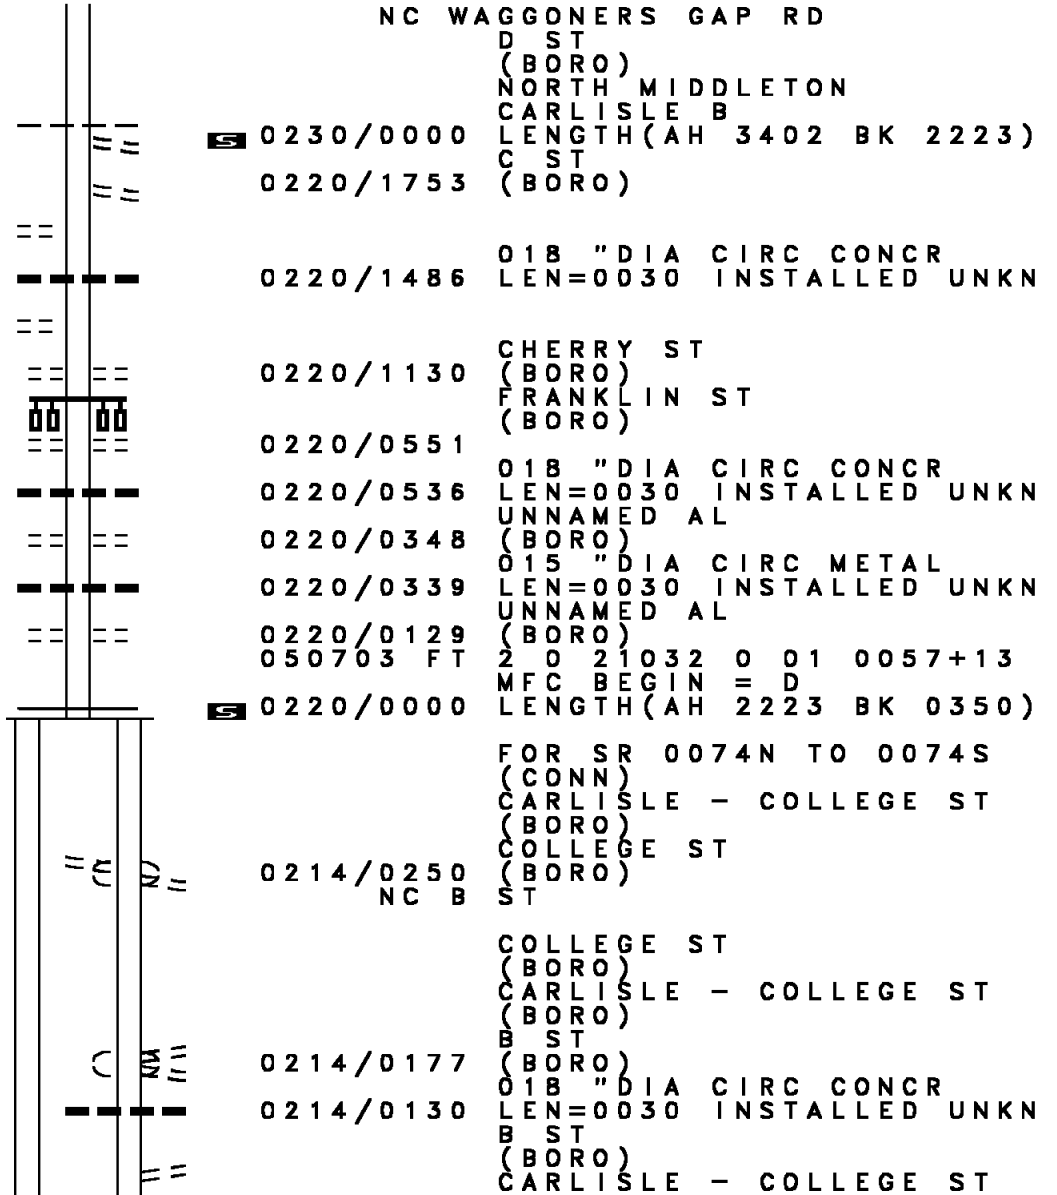 NC WAGGONERS GAP RD
D ST
(BORO)
NORTH MIDDLETON
CARLISLE B
S 0230/0000 LENGTH(AH 3402 BK 2223)
C ST
0220/1753 (BORO)
018 "DIA CIRC CONCR
0220/1486 LEN=0030 INSTALLED UNKN
CHERRY ST
0220/1130 (BORO)
FRANKLIN ST
(BORO)
0220/0551
018 "DIA CIRC CONCR
0220/0536 LEN=0030 INSTALLED UNKN
UNNAMED AL
0220/0348 (BORO)
015 "DIA CIRC METAL
0220/0339 LEN=0030 INSTALLED UNKN
UNNAMED AL
0220/0129 (BORO)
050703 FT 2 0 21032 0 01 0057+13
MFC BEGIN = D
S 0220/0000 LENGTH(AH 2223 BK 0350)
FOR SR 0074N TO 0074S
(CONN)
CARLISLE - COLLEGE ST
(BORO)
COLLEGE ST
0214/0250 (BORO)
NC B ST
COLLEGE ST
(BORO)
CARLISLE - COLLEGE ST
(BORO)
B ST
0214/0177 (BORO)
018 "DIA CIRC CONCR
0214/0130 LEN=0030 INSTALLED UNKN
B ST
(BORO)
CARLISLE - COLLEGE ST